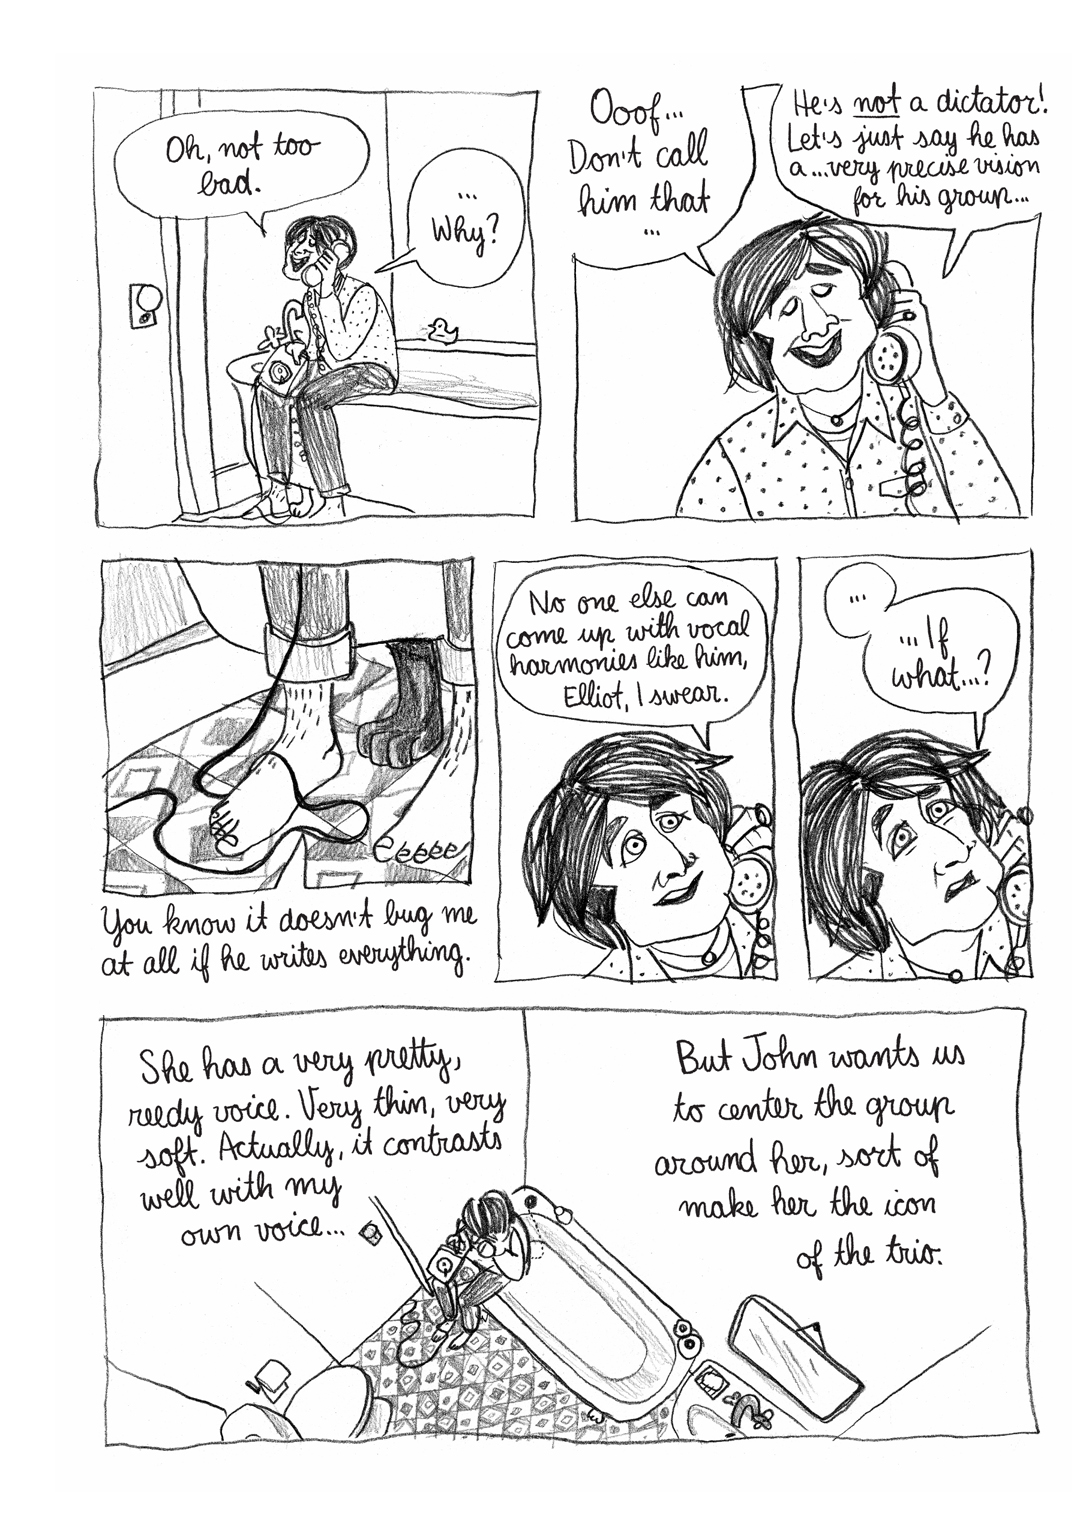 Oh, not too
bad.
...
Why?
Ooof...
Don't call
him that
...
He's not a dictator!
Let's just say he has
a...very precise vision
for his group...
You know it doesn't bug me
at all if he writes everything.
No one else can
come up with vocal
harmonies like him,
Elliot, I swear.
...
...If
what...?
She has a very pretty,
reedy voice. Very thin, very
soft. Actually, it contrasts
well with my
own voice...
But John wants us
to center the group
around her, sort of
make her the icon
of the trio.